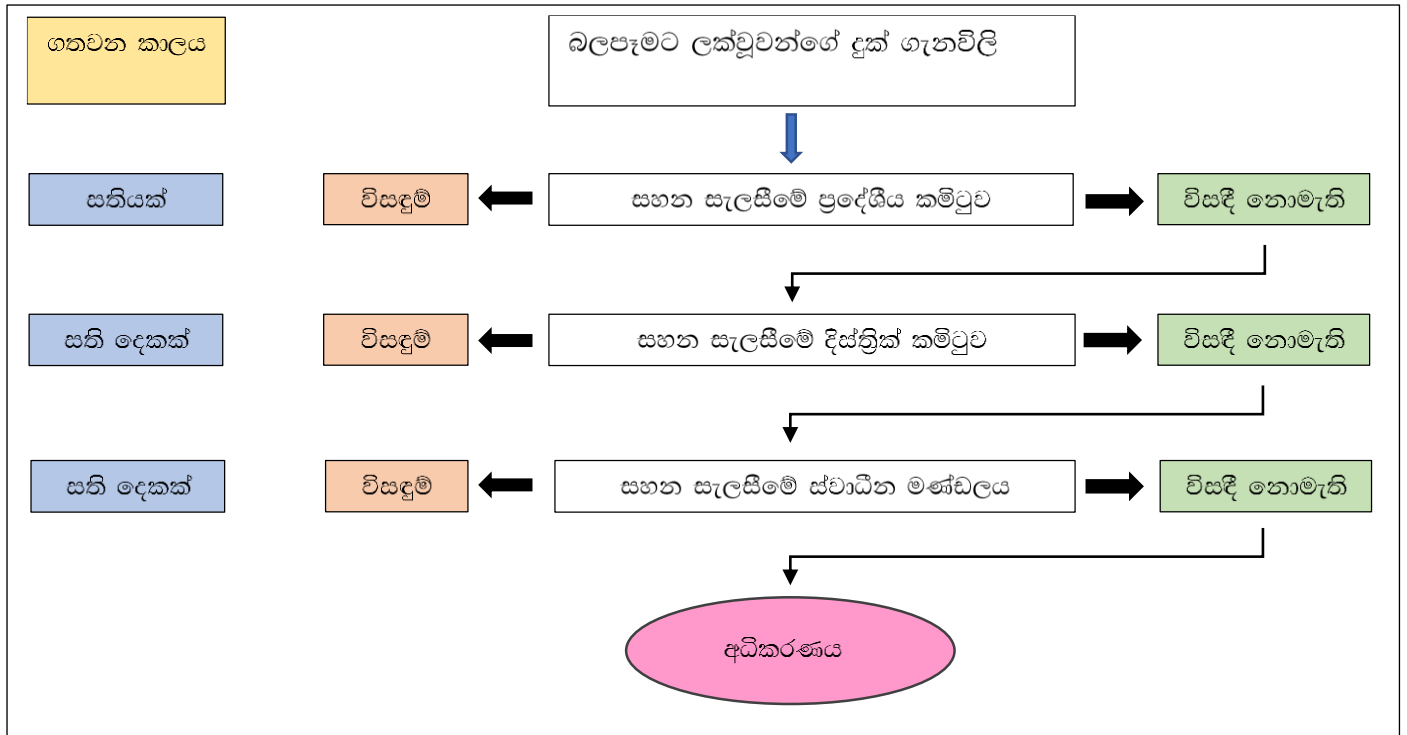 ගතවන කාලය
බලපෑමට ලක්වූවන්ගේ දුක් ගැනවිලි
සතියක්
විසඳුම්
සහන සැලසීමේ ප්‍රදේශීය කමිටුව
විසඳී නොමැති
සති දෙකක්
විසඳුම්
සහන සැලසීමේ දිස්ත්‍රික් කමිටුව
විසඳී නොමැති
සති දෙකක්
විසඳුම්
සහන සැලසීමේ ස්වාධීන මණ්ඩලය
විසඳී නොමැති
අධිකරණය